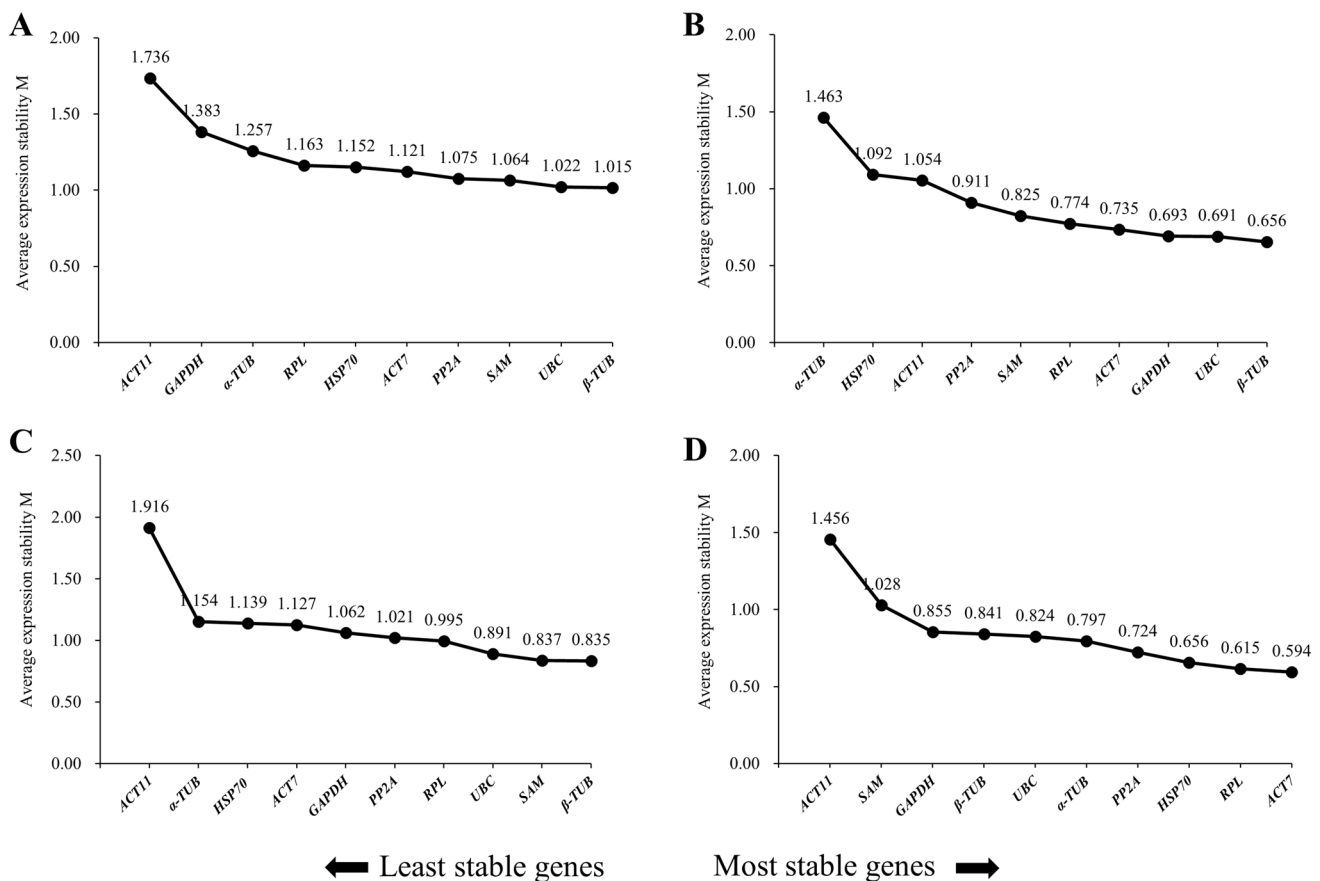 A
Average expression stability M
2.00
1.50
1.00
0.50
0.00
1.736
1.383
1.257
1.163
1.152
1.121
1.075
1.064
1.022
1.015
ACT11
GAPDH
α-TUB
RPL
HSP70
ACT7
PP2A
SAM
UBC
β-TUB
B
Average expression stability M
2.00
1.50
1.00
0.50
0.00
1.463
1.092
1.054
0.911
0.825
0.774
0.735
0.693
0.691
0.656
α-TUB
HSP70
ACT11
PP2A
SAM
RPL
ACT7
GAPDH
UBC
β-TUB
C
Average expression stability M
2.50
2.00
1.50
1.00
0.50
0.00
1.916
1.154
1.139
1.127
1.062
1.021
0.995
0.891
0.837
0.835
ACT11
α-TUB
HSP70
ACT7
GAPDH
PP2A
RPL
UBC
SAM
β-TUB
D
Average expression stability M
2.00
1.50
1.00
0.50
0.00
1.456
1.028
0.855
0.841
0.824
0.797
0.724
0.656
0.615
0.594
ACT11
SAM
GAPDH
β-TUB
UBC
α-TUB
PP2A
HSP70
RPL
ACT7
Least stable genes
Most stable genes